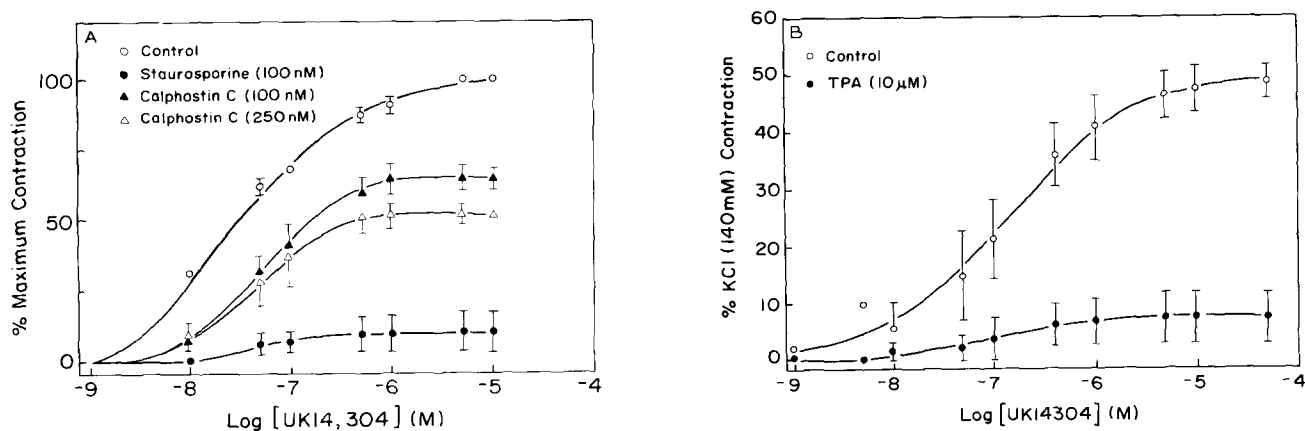 A
○ Control
● Staurosporine (100 nM)
▲ Calphostin C (100 nM)
△ Calphostin C (250 nM)
% Maximum Contraction
100
50
0
-9 -8 -7 -6 -5 -4
Log [UK14,304] (M)
B
○ Control
● TPA (10 μM)
% KCl (140mM) Contraction
60
50
40
30
20
10
0
-9 -8 -7 -6 -5 -4
Log [UK14304] (M)